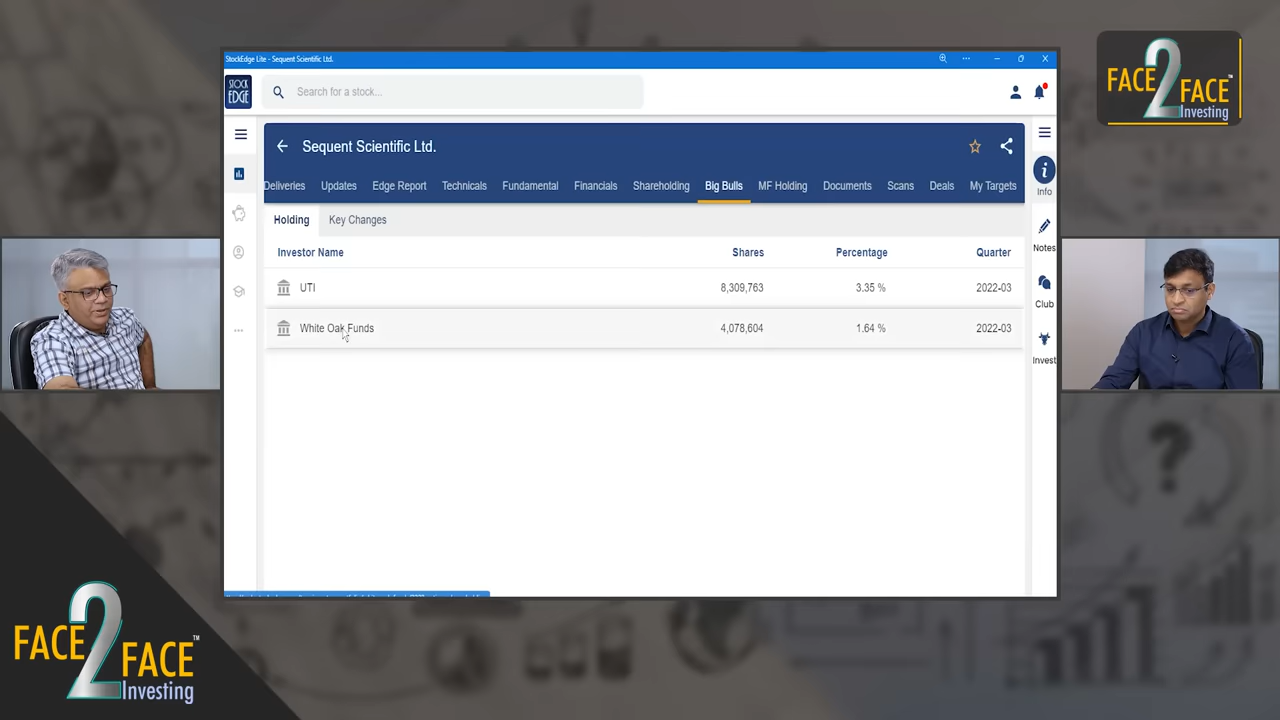 StockEdge Lite - Sequent Scientific Ltd.
STOCK
EDGE
Search for a stock...
Sequent Scientific Ltd.
Deliveries Updates Edge Report Technicals Fundamental Financials Shareholding Big Bulls MF Holding Documents Scans Deals My Targets
Holding Key Changes
Investor Name Shares Percentage Quarter
UTI 8,309,763 3.35 % 2022-03
White Oak Funds 4,078,604 1.64 % 2022-03
Info
Notes
Club
Invest
FACE 2 FACE™
Investing
FACE 2 FACE™
Investing